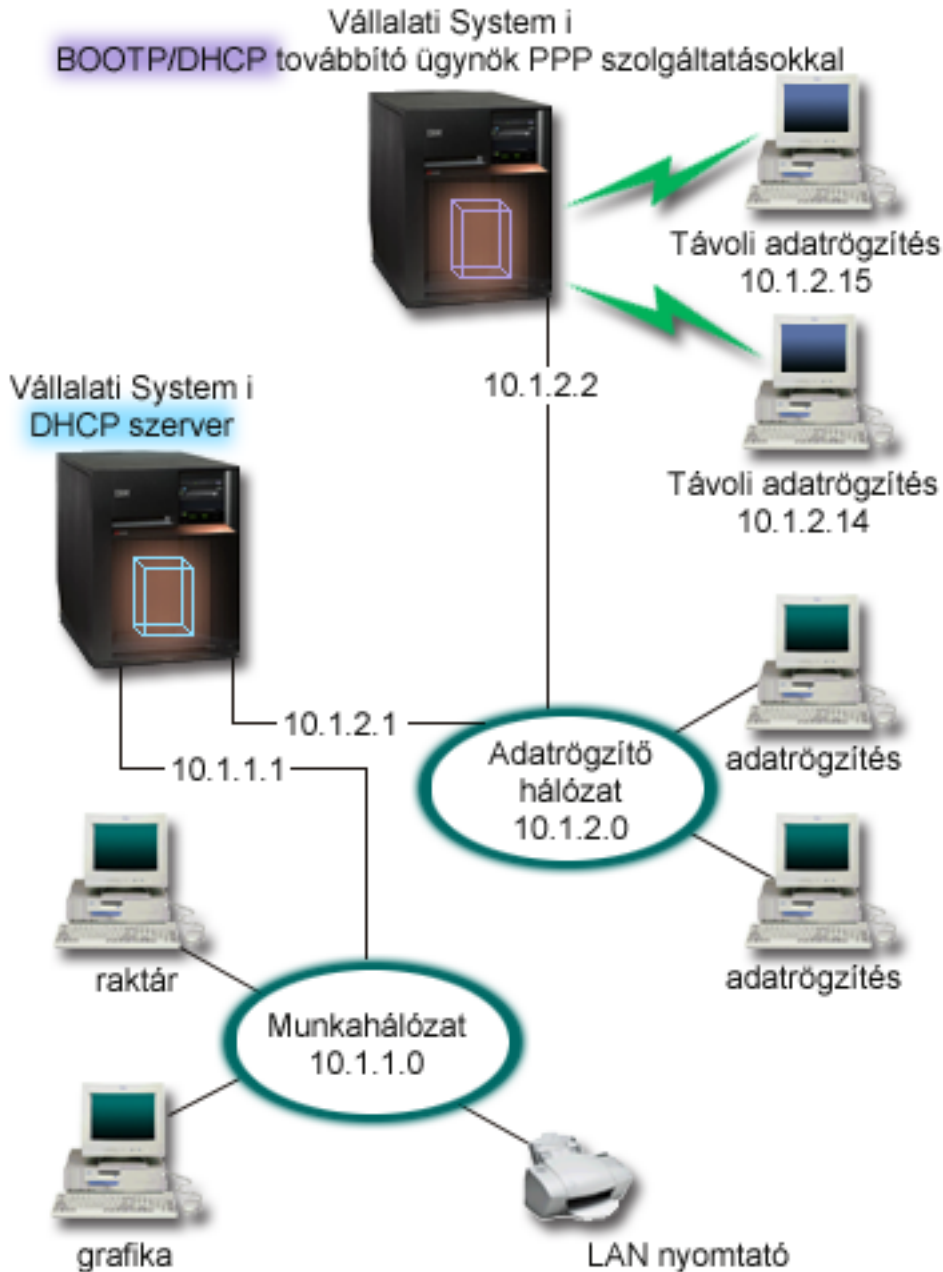 Vállalati System i
BOOTP/DHCP továbbító ügynök PPP szolgáltatásokkal
Távoli adatrögzítés
10.1.2.15
10.1.2.2
Távoli adatrögzítés
10.1.2.14
Vállalati System i
DHCP szerver
IBM
IBM
10.1.2.1
10.1.1.1
Adatrögzítő
hálózat
10.1.2.0
adatrögzítés
adatrögzítés
raktár
Munkahálózat
10.1.1.0
grafika
LAN nyomtató